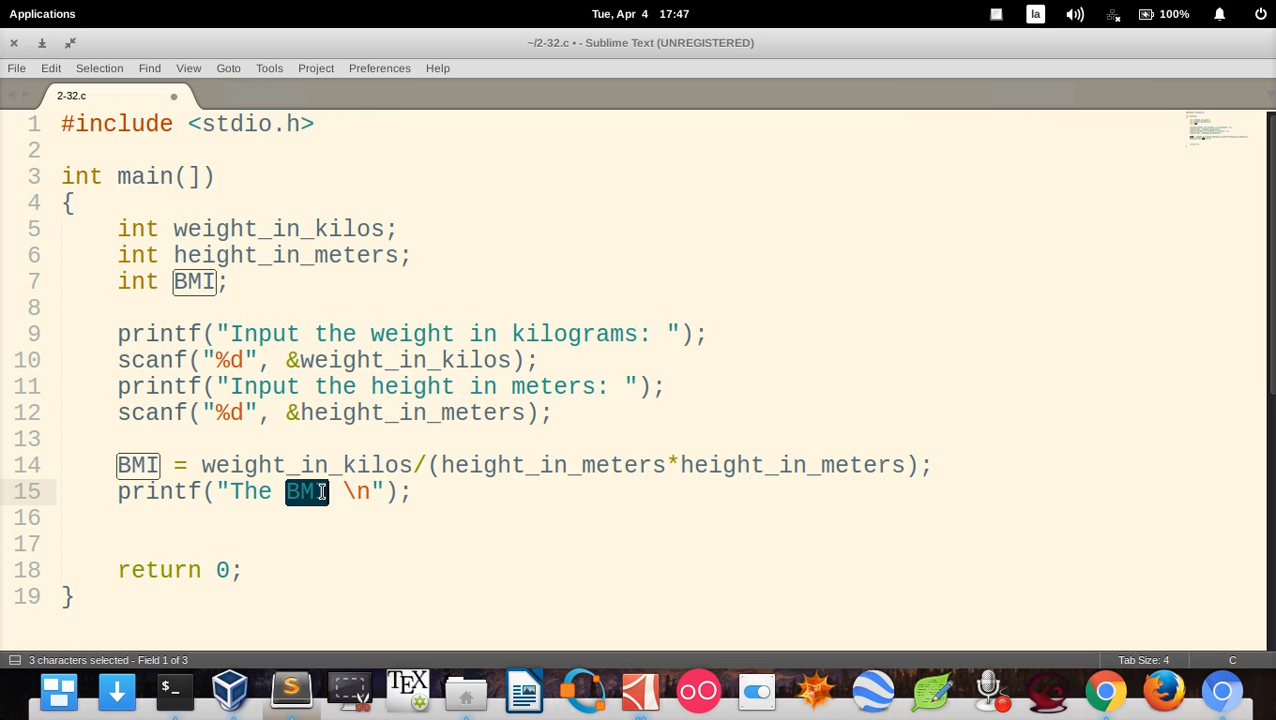 Applications
Tue, Apr 4 17:47
la
100%
~/2-32.c • - Sublime Text (UNREGISTERED)
File Edit Selection Find View Goto Tools Project Preferences Help
2-32.c
1 #include <stdio.h>
2
3 int main(])
4 {
5 int weight_in_kilos;
6 int height_in_meters;
7 int BMI;
8
9 printf("Input the weight in kilograms: ");
10 scanf("%d", &weight_in_kilos);
11 printf("Input the height in meters: ");
12 scanf("%d", &height_in_meters);
13
14 BMI = weight_in_kilos/(height_in_meters*height_in_meters);
15 printf("The BMI \n");
16
17
18 return 0;
19 }
3 characters selected - Field 1 of 3
Tab Size: 4
C
TEX